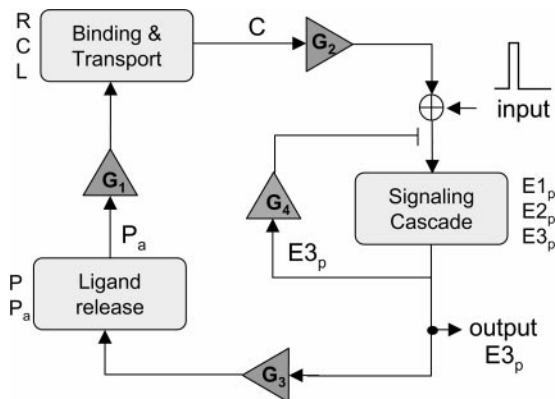 R
C
L
Binding &
Transport
C
G2
input
G1
G4
Signaling
Cascade
E1p
E2p
E3p
Pa
E3p
P
Pa
Ligand
release
output
E3p
G3